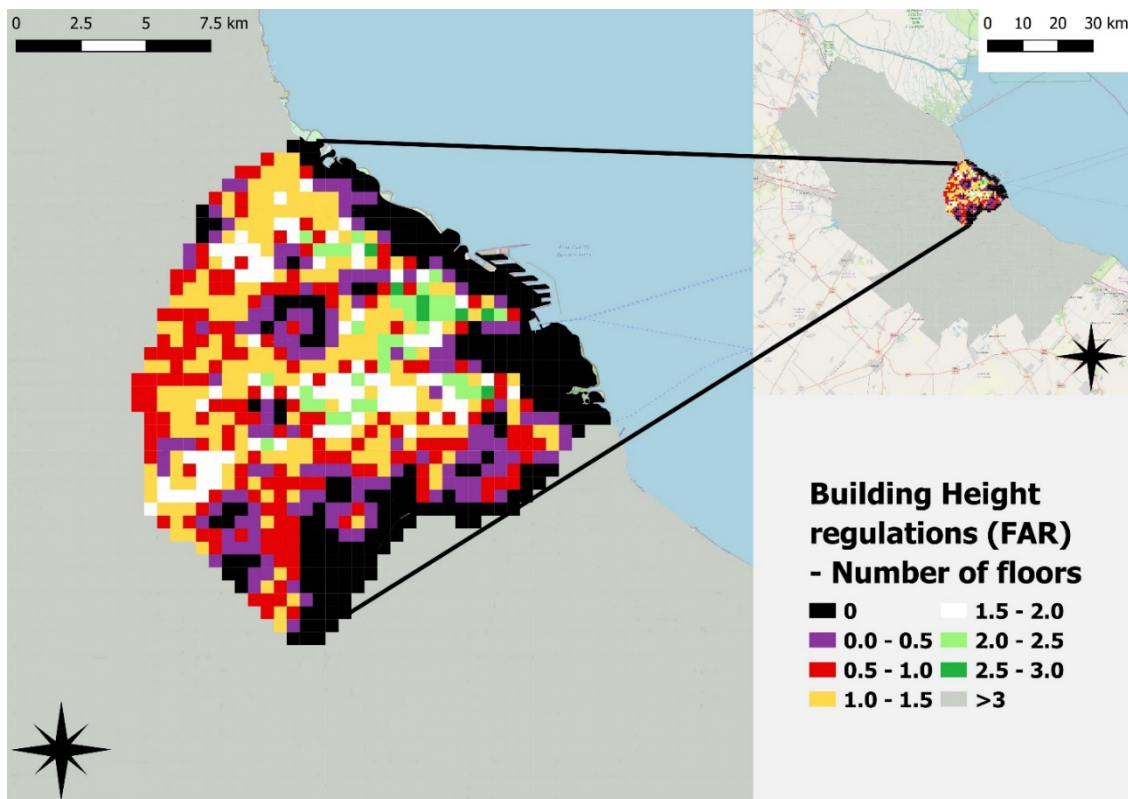 0 2.5 5 7.5 km
0 10 20 30 km
Building Height
regulations (FAR)
- Number of floors
0
0.0 - 0.5
0.5 - 1.0
1.0 - 1.5
1.5 - 2.0
2.0 - 2.5
2.5 - 3.0
>3